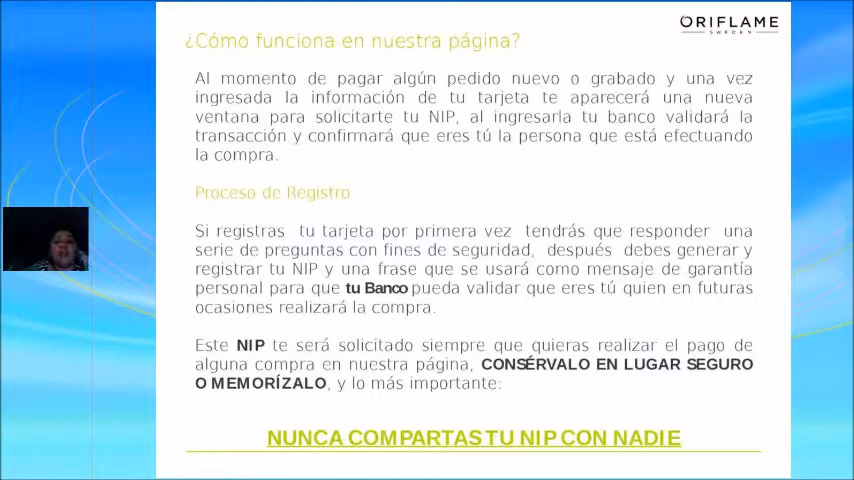 ORIFLAME
SWEDEN
¿Cómo funciona en nuestra página?
Al momento de pagar algún pedido nuevo o grabado y una vez
ingresada la información de tu tarjeta te aparecerá una nueva
ventana para solicitarte tu NIP, al ingresarla tu banco validará la
transacción y confirmará que eres tú la persona que está efectuando
la compra.
Proceso de Registro
Si registras tu tarjeta por primera vez tendrás que responder una
serie de preguntas con fines de seguridad, después debes generar y
registrar tu NIP y una frase que se usará como mensaje de garantía
personal para que tu Banco pueda validar que eres tú quien en futuras
ocasiones realizará la compra.
Este NIP te será solicitado siempre que quieras realizar el pago de
alguna compra en nuestra página, CONSÉRVALO EN LUGAR SEGURO
O MEMORÍZALO, y lo más importante:
NUNCA COMPARTAS TU NIP CON NADIE